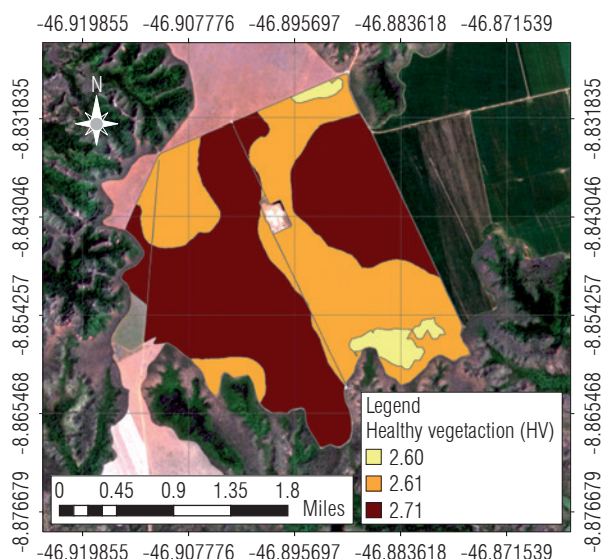 -46.919855 -46.907776 -46.895697 -46.883618 -46.871539
-8.831835 -8.831835
-8.843046 -8.843046
-8.854257 -8.854257
-8.865468 -8.865468
-8.876679 -8.876679
N
Legend
Healthy vegetaction (HV)
2.60
2.61
2.71
0 0.45 0.9 1.35 1.8
Miles
-46.919855 -46.907776 -46.895697 -46.883618 -46.871539